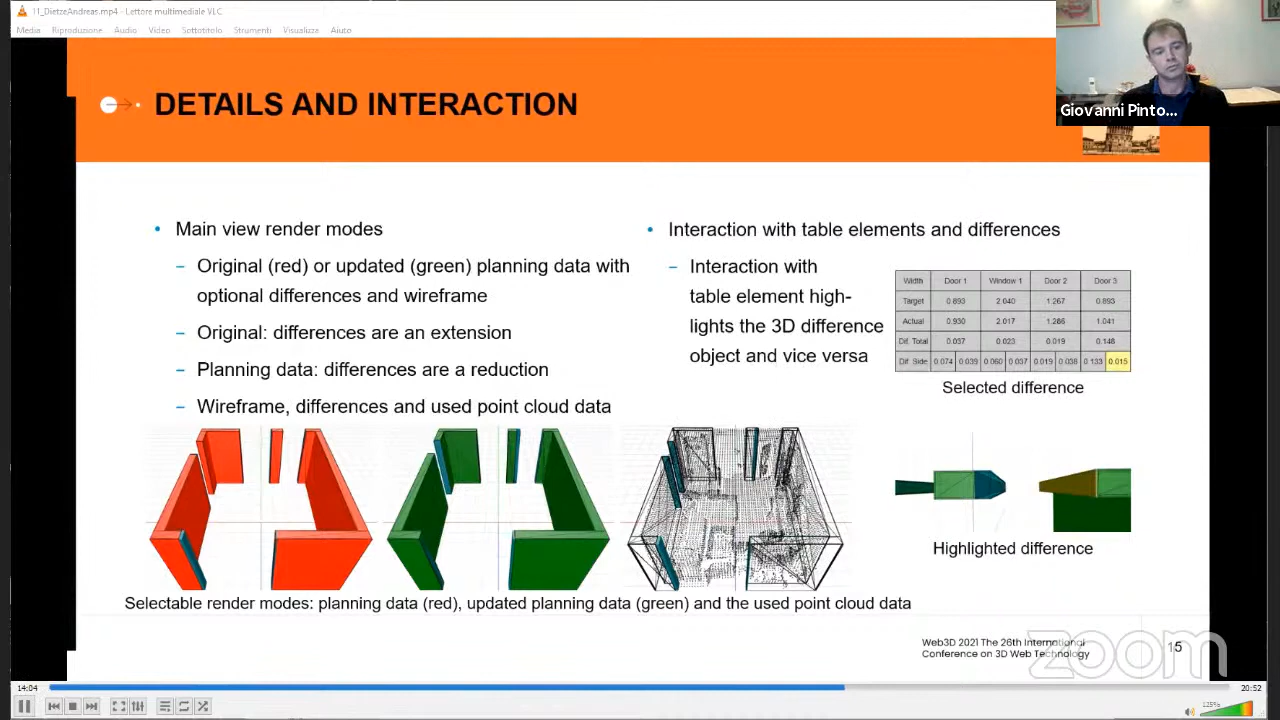 11_DietzeAndreas.mp4 - Lettore multimediale VLC
Media Riproduzione Audio Video Sottotitolo Strumenti Visualizza Aiuto
Giovanni Pinto...
DETAILS AND INTERACTION
• Main view render modes
– Original (red) or updated (green) planning data with
optional differences and wireframe
– Original: differences are an extension
– Planning data: differences are a reduction
– Wireframe, differences and used point cloud data
• Interaction with table elements and differences
– Interaction with
table element high-
lights the 3D difference
object and vice versa
Width Door 1 Window 1 Door 2 Door 3
Target 0.893 2.040 1.267 0.893
Actual 0.930 2.017 1.286 1.041
Dif. Total 0.037 0.023 0.019 0.148
Dif. Side 0.074 0.039 0.060 0.037 0.019 0.038 0.133 0.015
Selected difference
Highlighted difference
Selectable render modes: planning data (red), updated planning data (green) and the used point cloud data
Web3D 2021 The 26th International
Conference on 3D Web Technology
15
zoom
14:04
20:52
125%